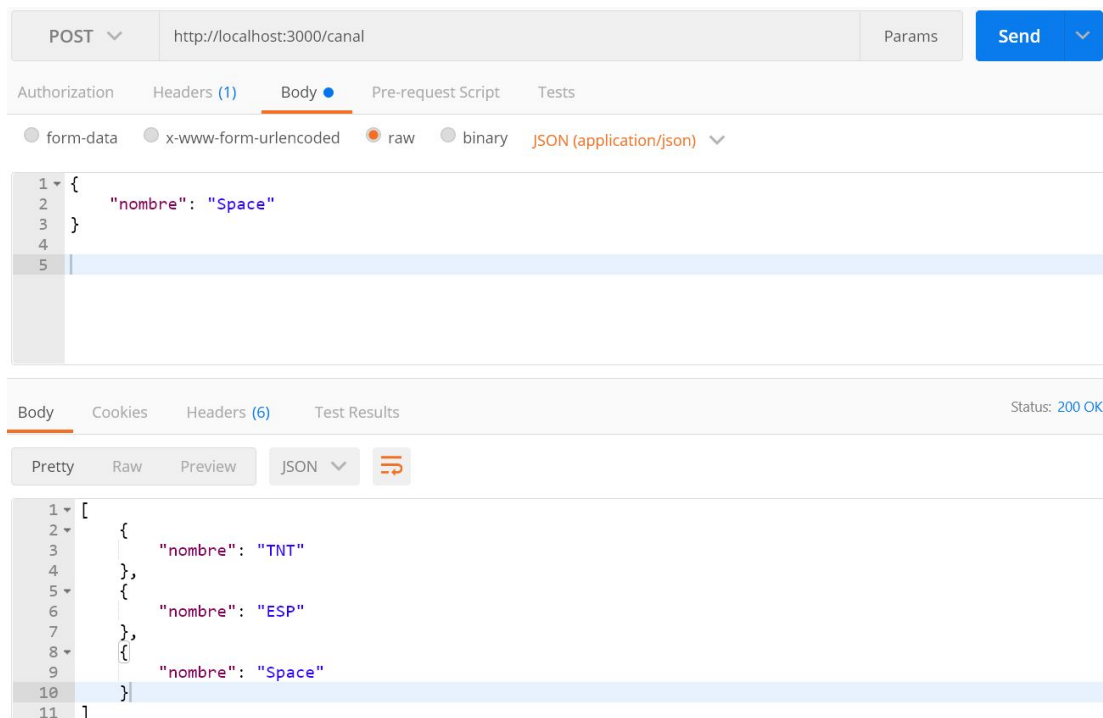 POST http://localhost:3000/canal Params Send
Authorization Headers (1) Body Pre-request Script Tests
form-data x-www-form-urlencoded raw binary JSON (application/json)
1 {
2 "nombre": "Space"
3 }
4
5
Body Cookies Headers (6) Test Results Status: 200 OK
Pretty Raw Preview JSON
1 [
2 {
3 "nombre": "TNT"
4 },
5 {
6 "nombre": "ESP"
7 },
8 {
9 "nombre": "Space"
10 }
11 ]